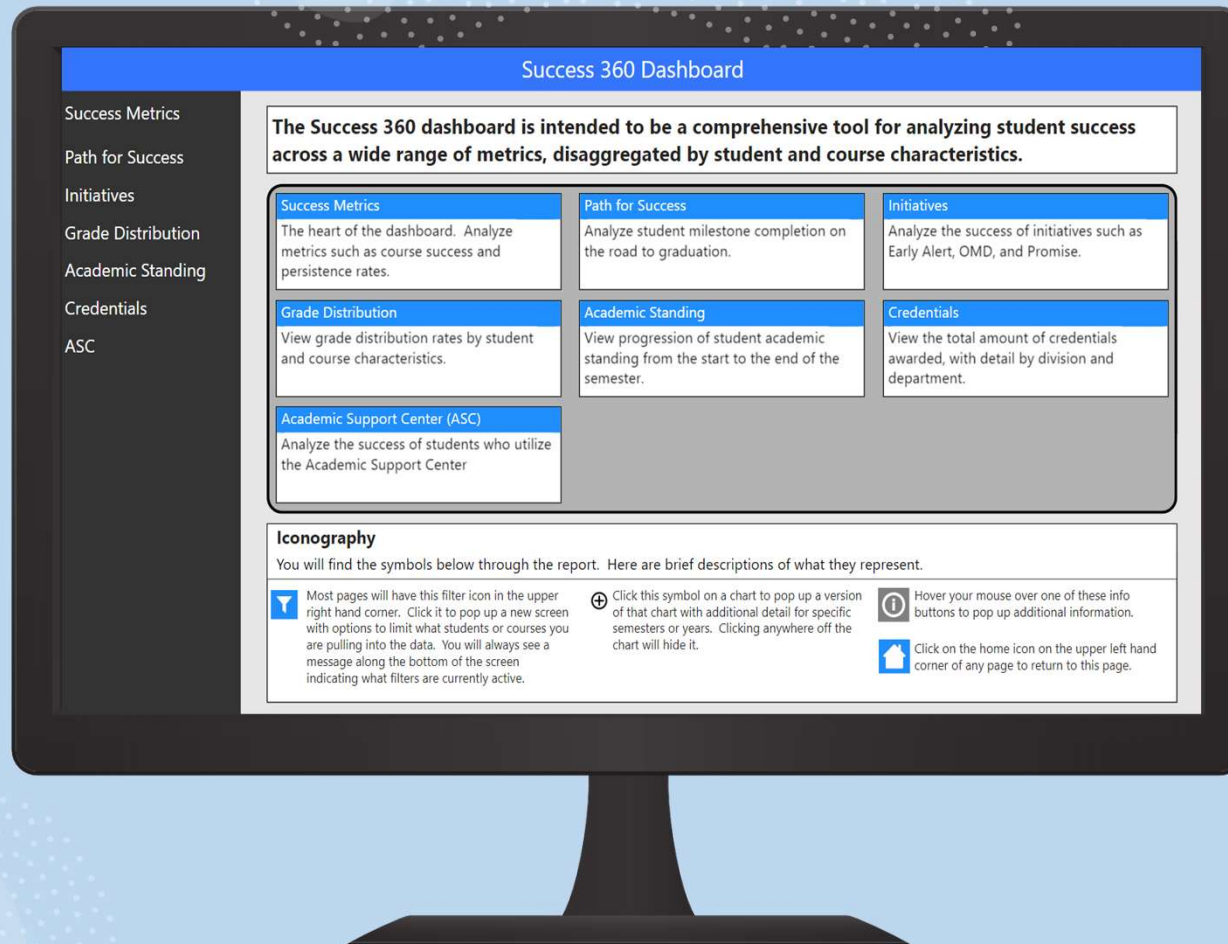 Success 360 Dashboard
Success Metrics
Path for Success
Initiatives
Grade Distribution
Academic Standing
Credentials
ASC
The Success 360 dashboard is intended to be a comprehensive tool for analyzing student success
across a wide range of metrics, disaggregated by student and course characteristics.
Success Metrics
The heart of the dashboard. Analyze
metrics such as course success and
persistence rates.
Path for Success
Analyze student milestone completion on
the road to graduation.
Initiatives
Analyze the success of initiatives such as
Early Alert, OMD, and Promise.
Grade Distribution
View grade distribution rates by student
and course characteristics.
Academic Standing
View progression of student academic
standing from the start to the end of the
semester.
Credentials
View the total amount of credentials
awarded, with detail by division and
department.
Academic Support Center (ASC)
Analyze the success of students who utilize
the Academic Support Center
Iconography
You will find the symbols below through the report. Here are brief descriptions of what they represent.
Most pages will have this filter icon in the upper
right hand corner. Click it to pop up a new screen
with options to limit what students or courses you
are pulling into the data. You will always see a
message along the bottom of the screen
indicating what filters are currently active.
Click this symbol on a chart to pop up a version
of that chart with additional detail for specific
semesters or years. Clicking anywhere off the
chart will hide it.
Hover your mouse over one of these info
buttons to pop up additional information.
Click on the home icon on the upper left hand
corner of any page to return to this page.